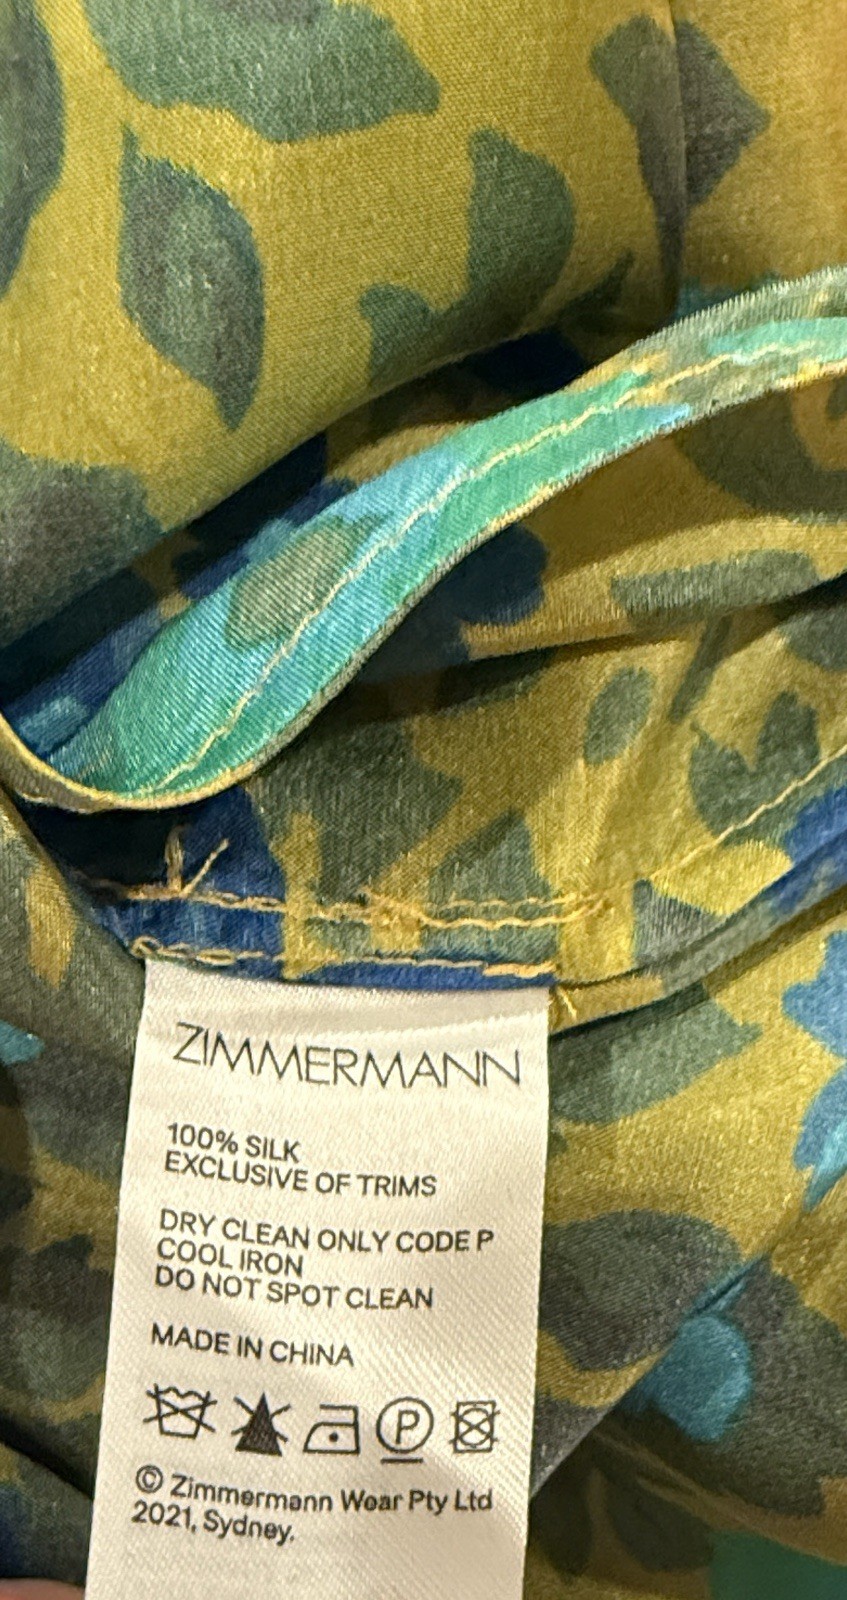 ZIMMERMANN
100% SILK
EXCLUSIVE OF TRIMS
DRY CLEAN ONLY CODE P
COOL IRON
DO NOT SPOT CLEAN
MADE IN CHINA
P
© Zimmermann Wear Pty Ltd
2021, Sydney.